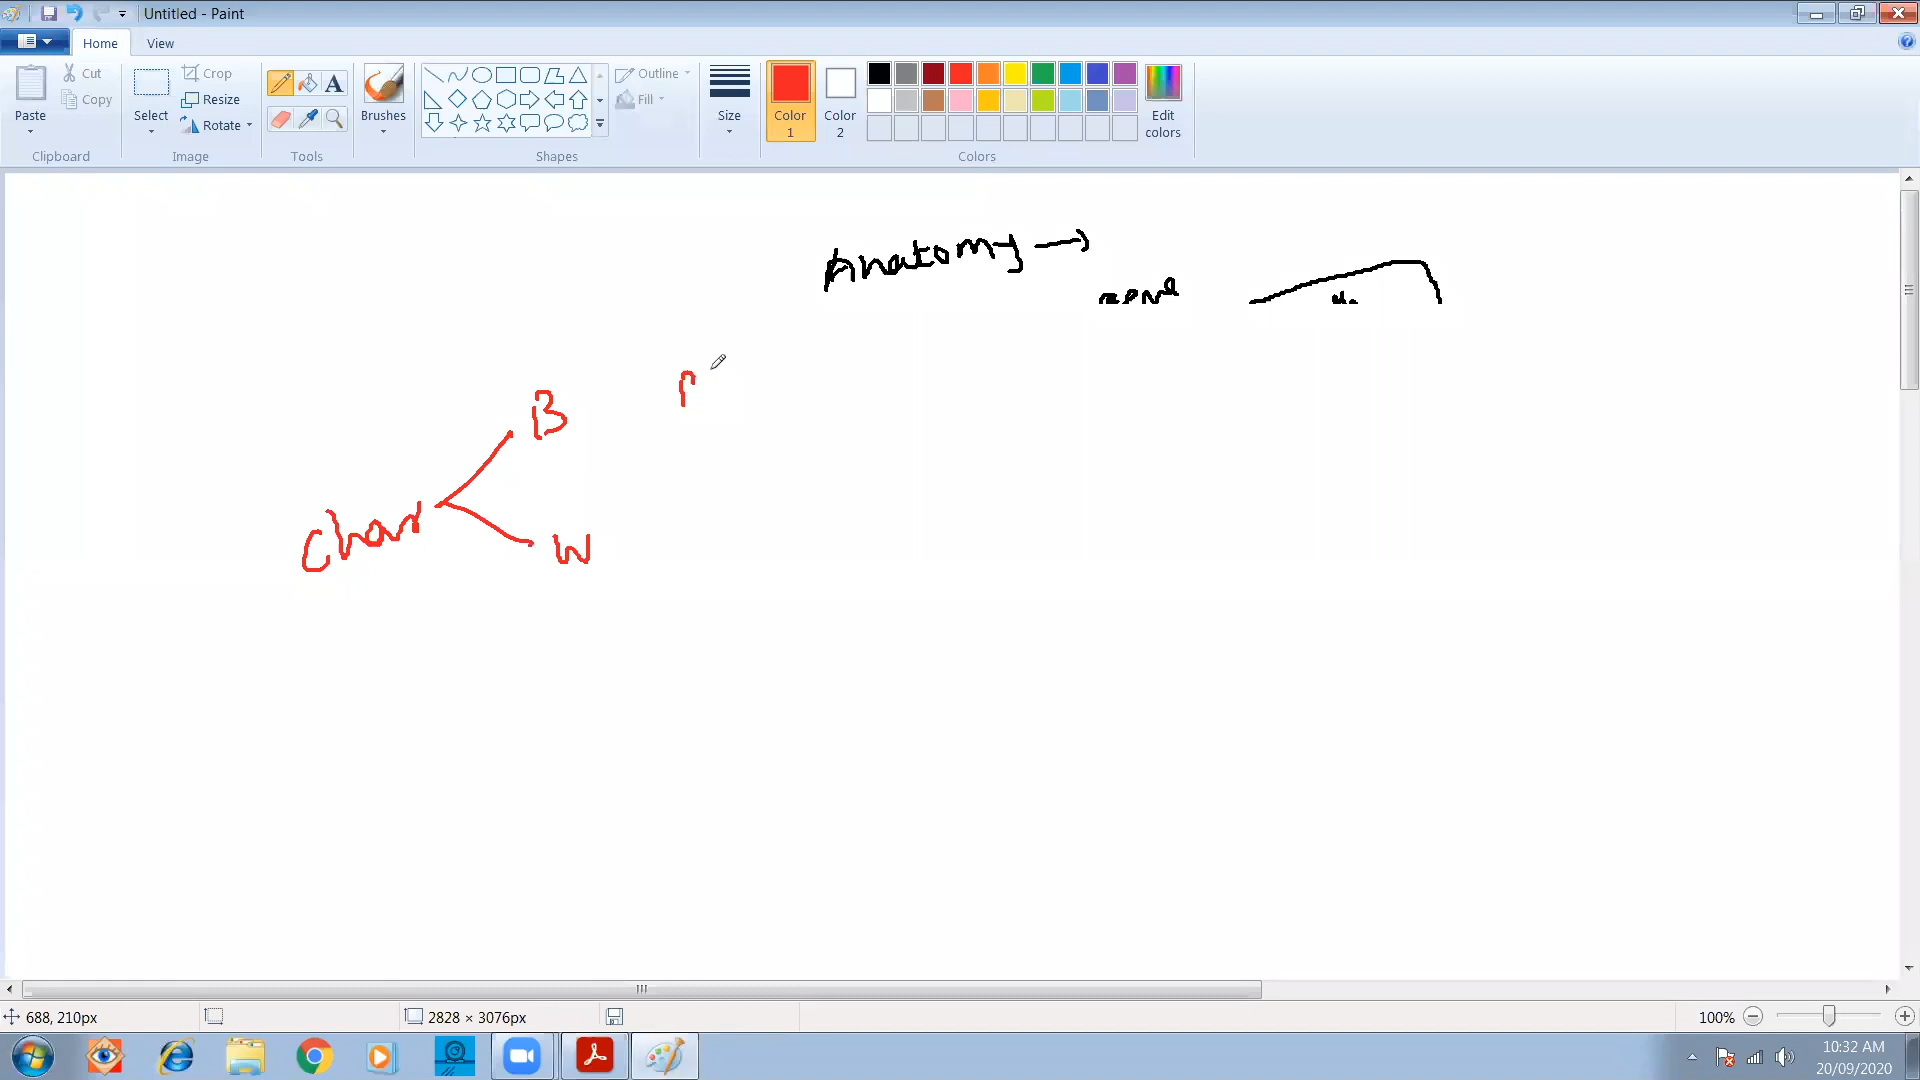 Untitled - Paint
Home
View
Cut
Copy
Paste
Crop
Resize
Rotate
Select
Brushes
Outline
Fill
Size
Color 1
Color 2
Edit colors
Clipboard
Image
Tools
Shapes
Colors
Anatomy →
B
Char
W
688, 210px
2828 × 3076px
100%
10:32 AM
20/09/2020